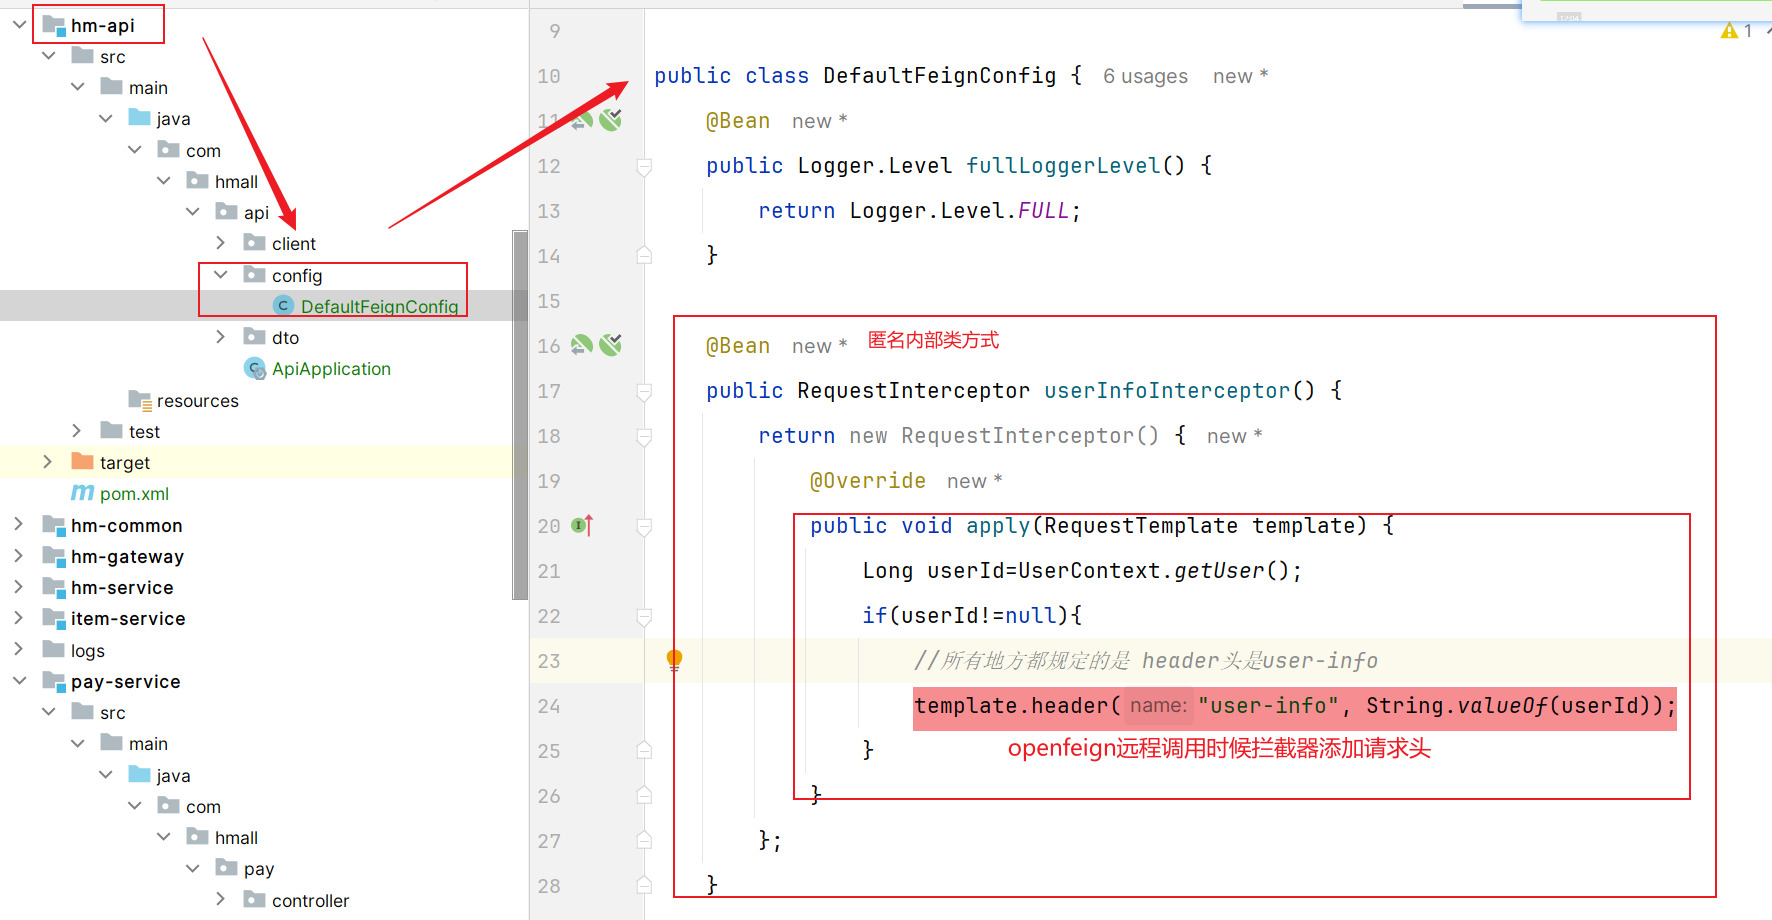 hm-api
src
main
java
com
hmall
api
client
config
DefaultFeignConfig
dto
ApiApplication
resources
test
target
pom.xml
hm-common
hm-gateway
hm-service
item-service
logs
pay-service
src
main
java
com
hmall
pay
controller
1
9
10 public class DefaultFeignConfig { 6 usages new *
11 @Bean new *
12 public Logger.Level fullLoggerLevel() {
13 return Logger.Level.FULL;
14 }
15
16 @Bean new * 匿名内部类方式
17 public RequestInterceptor userInfoInterceptor() {
18 return new RequestInterceptor() { new *
19 @Override new *
20 public void apply(RequestTemplate template) {
21 Long userId=UserContext.getUser();
22 if(userId!=null){
23 //所有地方都规定的是 header头是user-info
24 template.header( name: "user-info", String.valueOf(userId));
25 } openfeign远程调用时候拦截器添加请求头
26 }
27 };
28 }